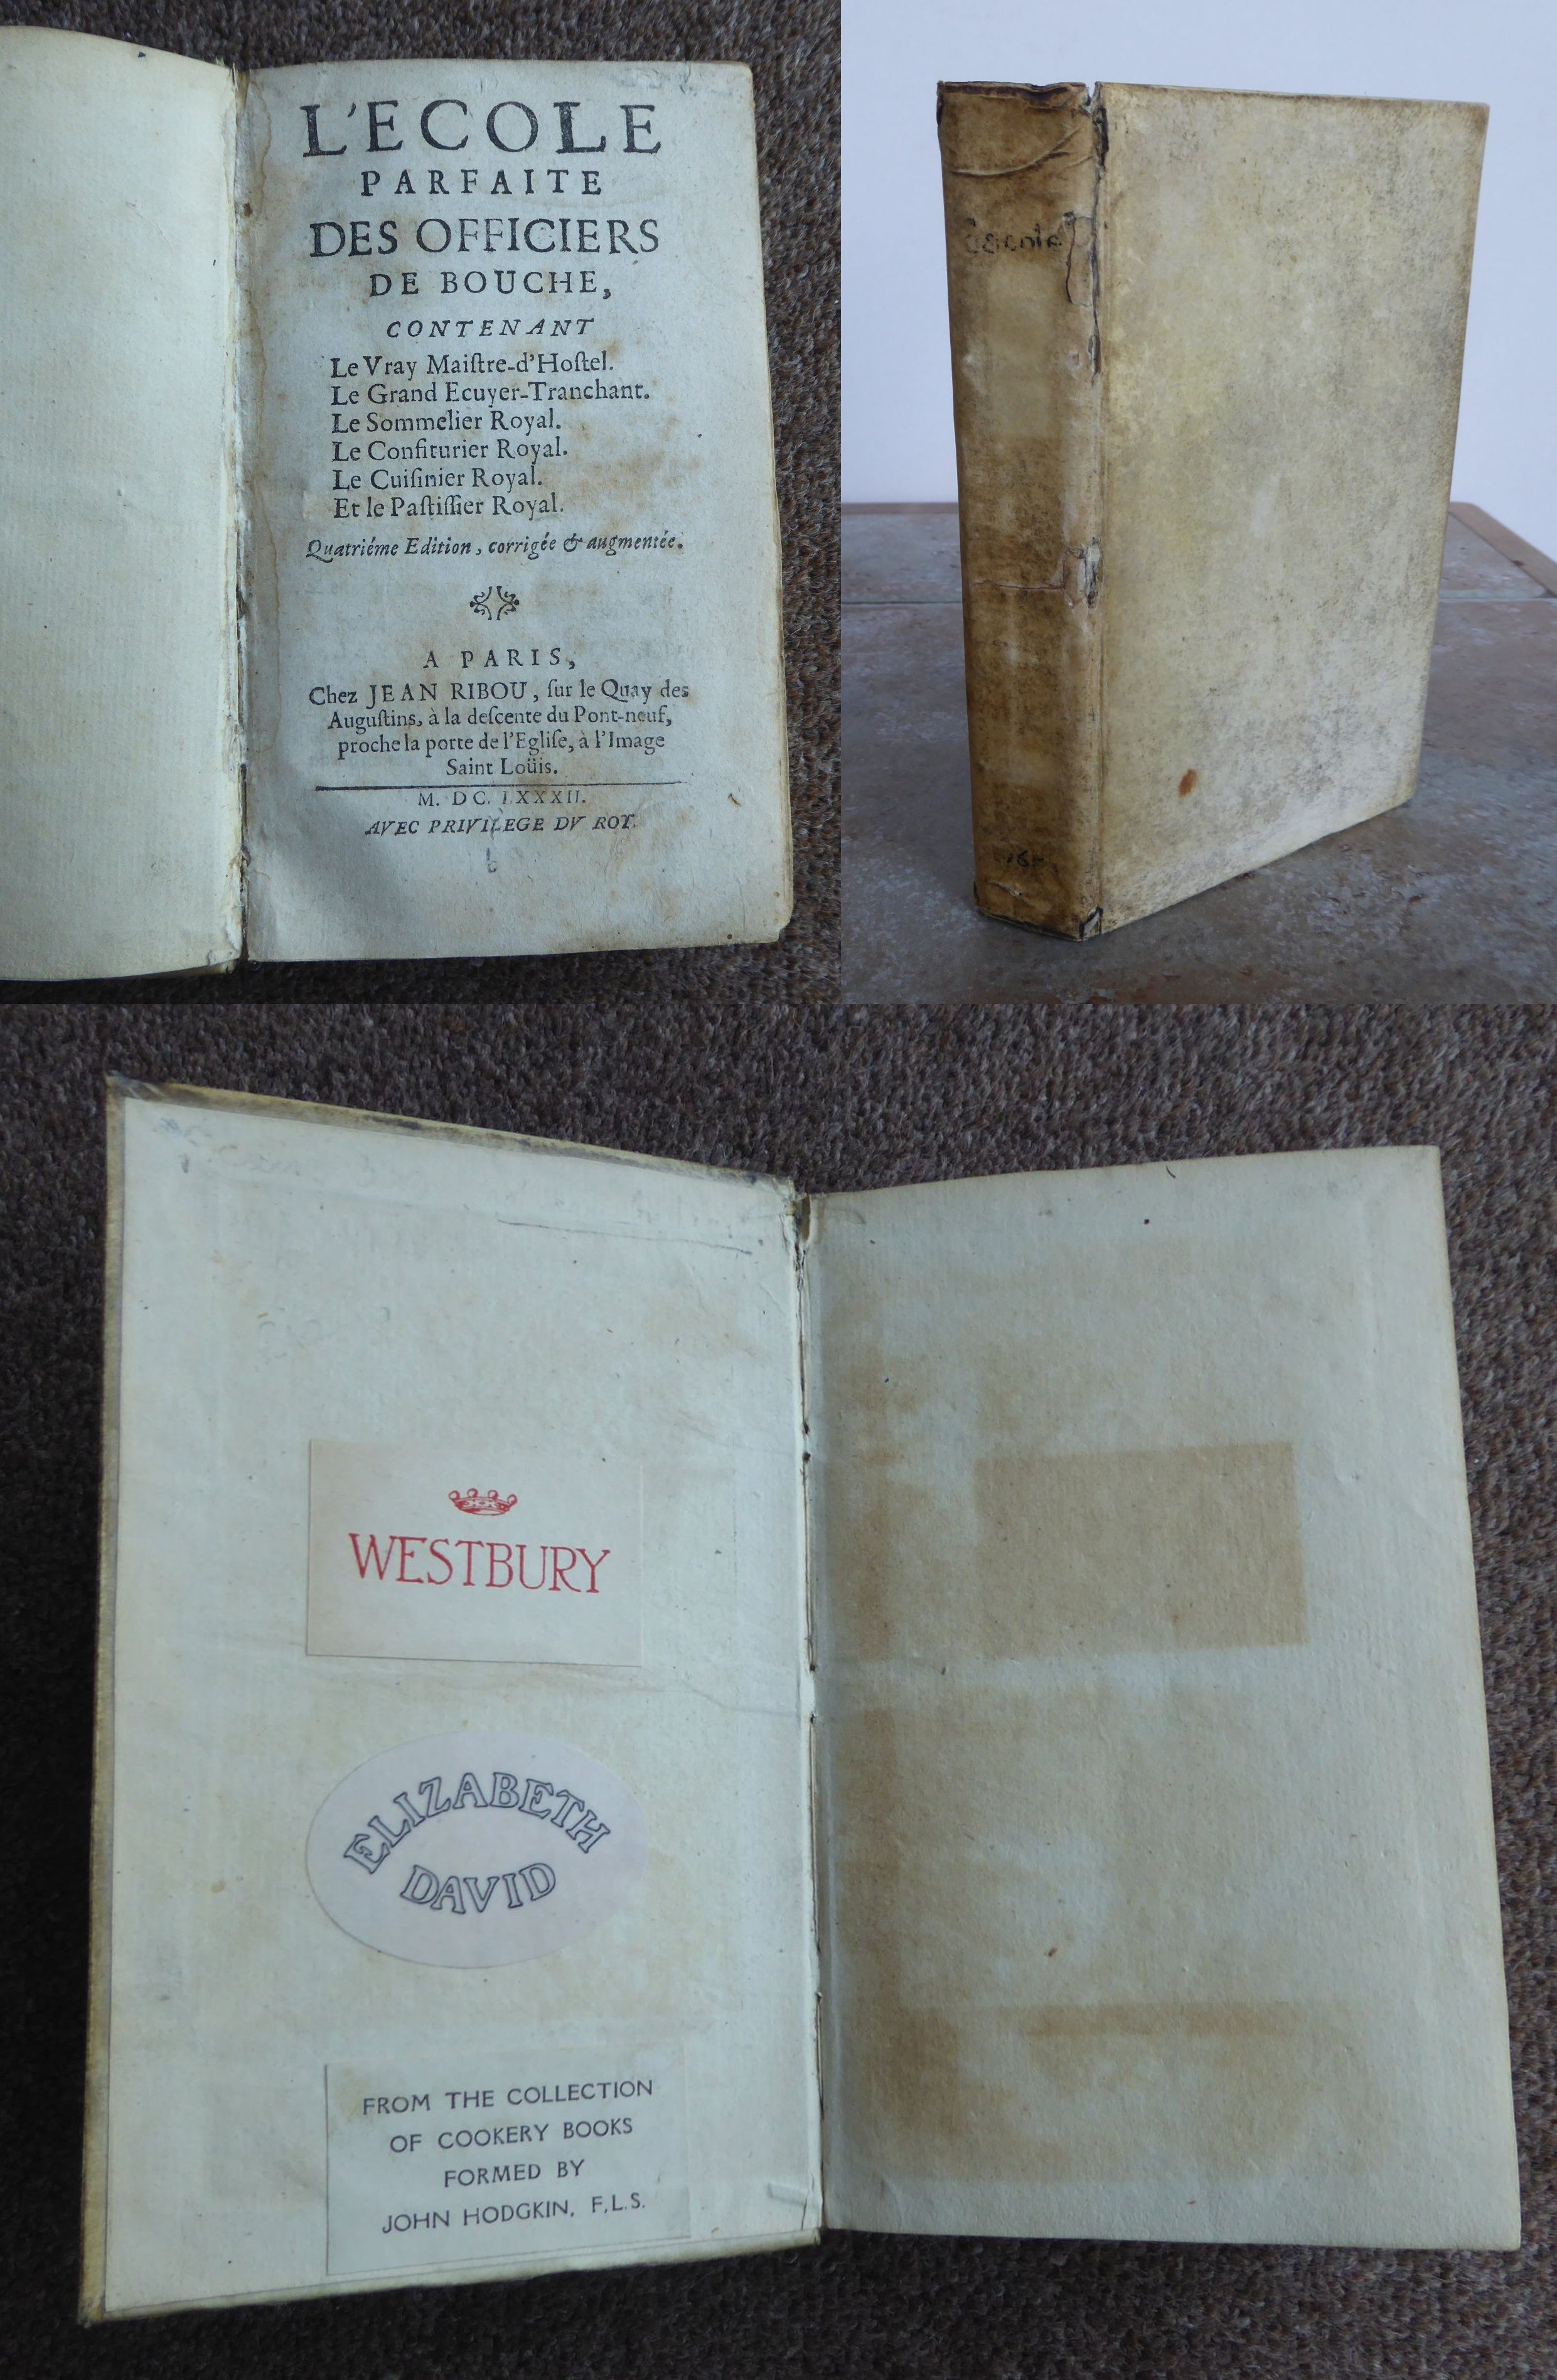 L'ECOLE
PARFAITE
DES OFFICIERS
DE BOUCHE,
CONTENANT
Le Vray Maiſtre-d'Hoſtel.
Le Grand Ecuyer-Tranchant.
Le Sommelier Royal.
Le Confiturier Royal.
Le Cuiſinier Royal.
Et le Paſtiſſier Royal.
Quatriéme Edition, corrigée & augmentée.
A PARIS,
Chez JEAN RIBOU, ſur le Quay des
Auguſtins, à la deſcente du Pont-neuf,
proche la porte de l'Egliſe, à l'Image
Saint Loüis.
M. DC. LXXXII.
AVEC PRIVILEGE DV ROY.
WESTBURY
ELIZABETH
DAVID
FROM THE COLLECTION
OF COOKERY BOOKS
FORMED BY
JOHN HODGKIN, F.L.S.